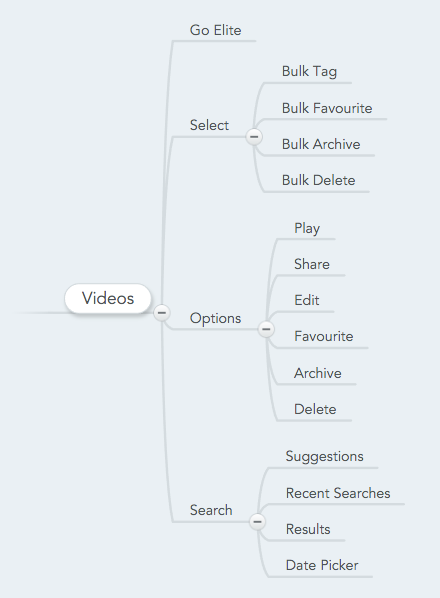 Go Elite
Select
Bulk Tag
Bulk Favourite
Bulk Archive
Bulk Delete
Videos
Options
Play
Share
Edit
Favourite
Archive
Delete
Search
Suggestions
Recent Searches
Results
Date Picker